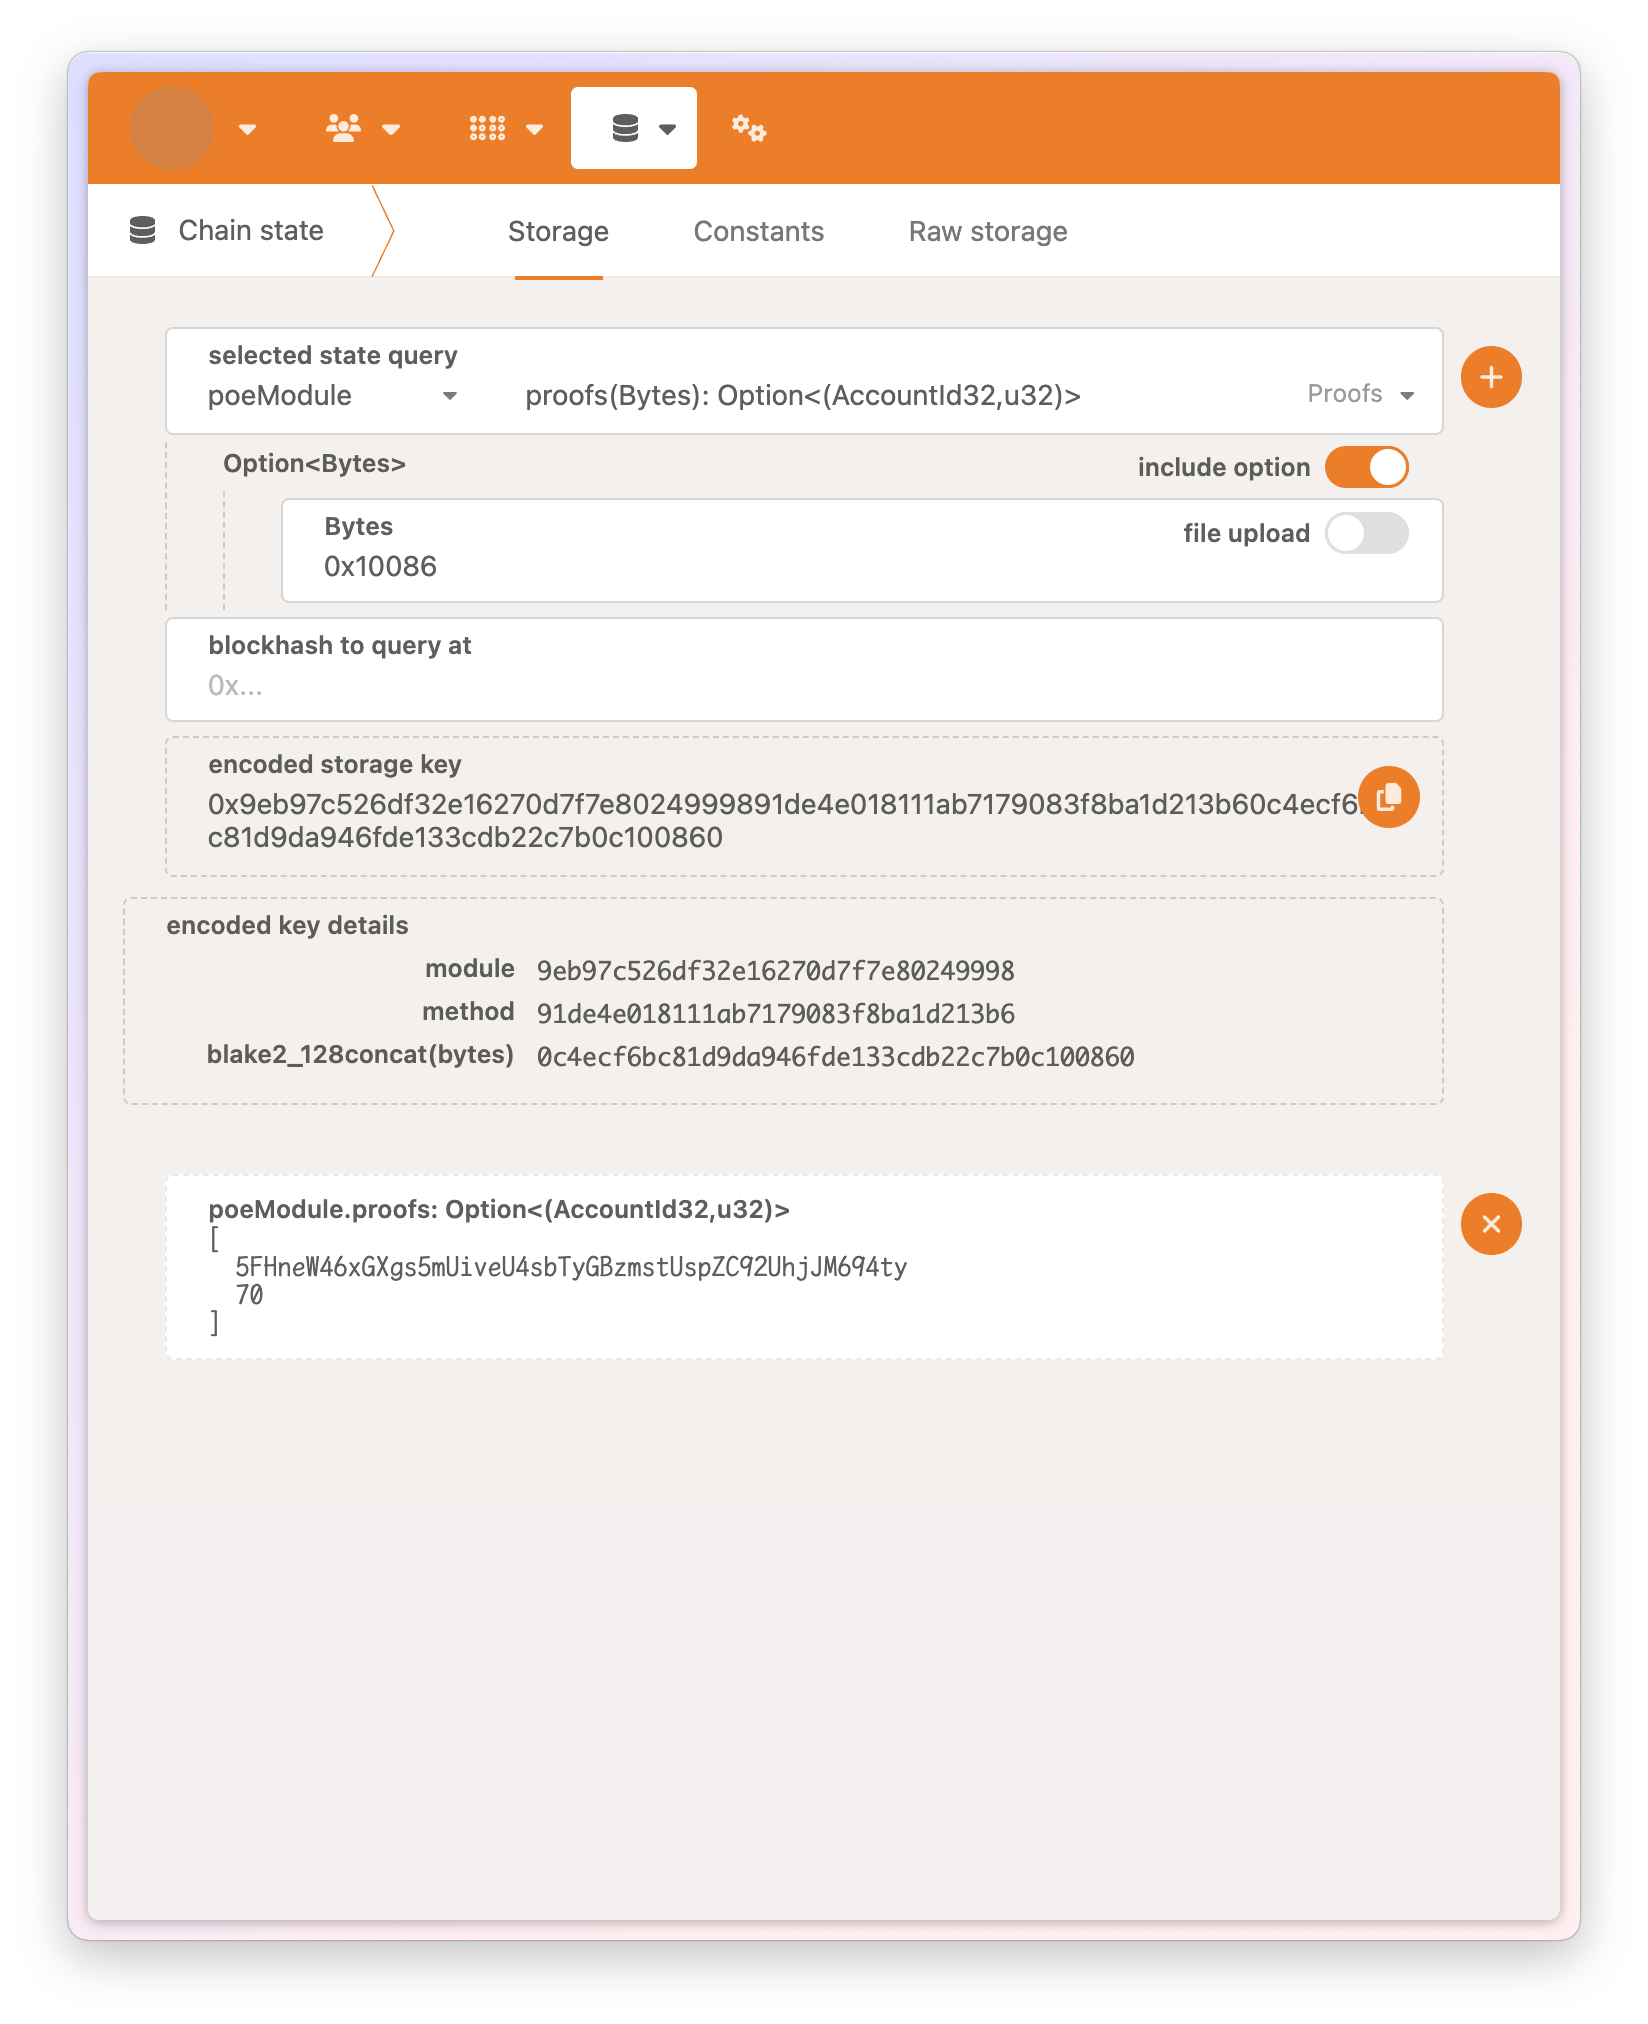 Chain state
Storage
Constants
Raw storage
selected state query
poeModule
proofs(Bytes): Option<(AccountId32,u32)>
Proofs
Option<Bytes>
include option
Bytes
file upload
0x10086
blockhash to query at
0x...
encoded storage key
0x9eb97c526df32e16270d7f7e8024999891de4e018111ab7179083f8ba1d213b60c4ecf6
c81d9da946fde133cdb22c7b0c100860
encoded key details
module 9eb97c526df32e16270d7f7e80249998
method 91de4e018111ab7179083f8ba1d213b6
blake2_128concat(bytes) 0c4ecf6bc81d9da946fde133cdb22c7b0c100860
poeModule.proofs: Option<(AccountId32,u32)>
[
5FHneW46xGXgs5mUiveU4sbTyGBzmstUspZC92UhjJM694ty
70
]